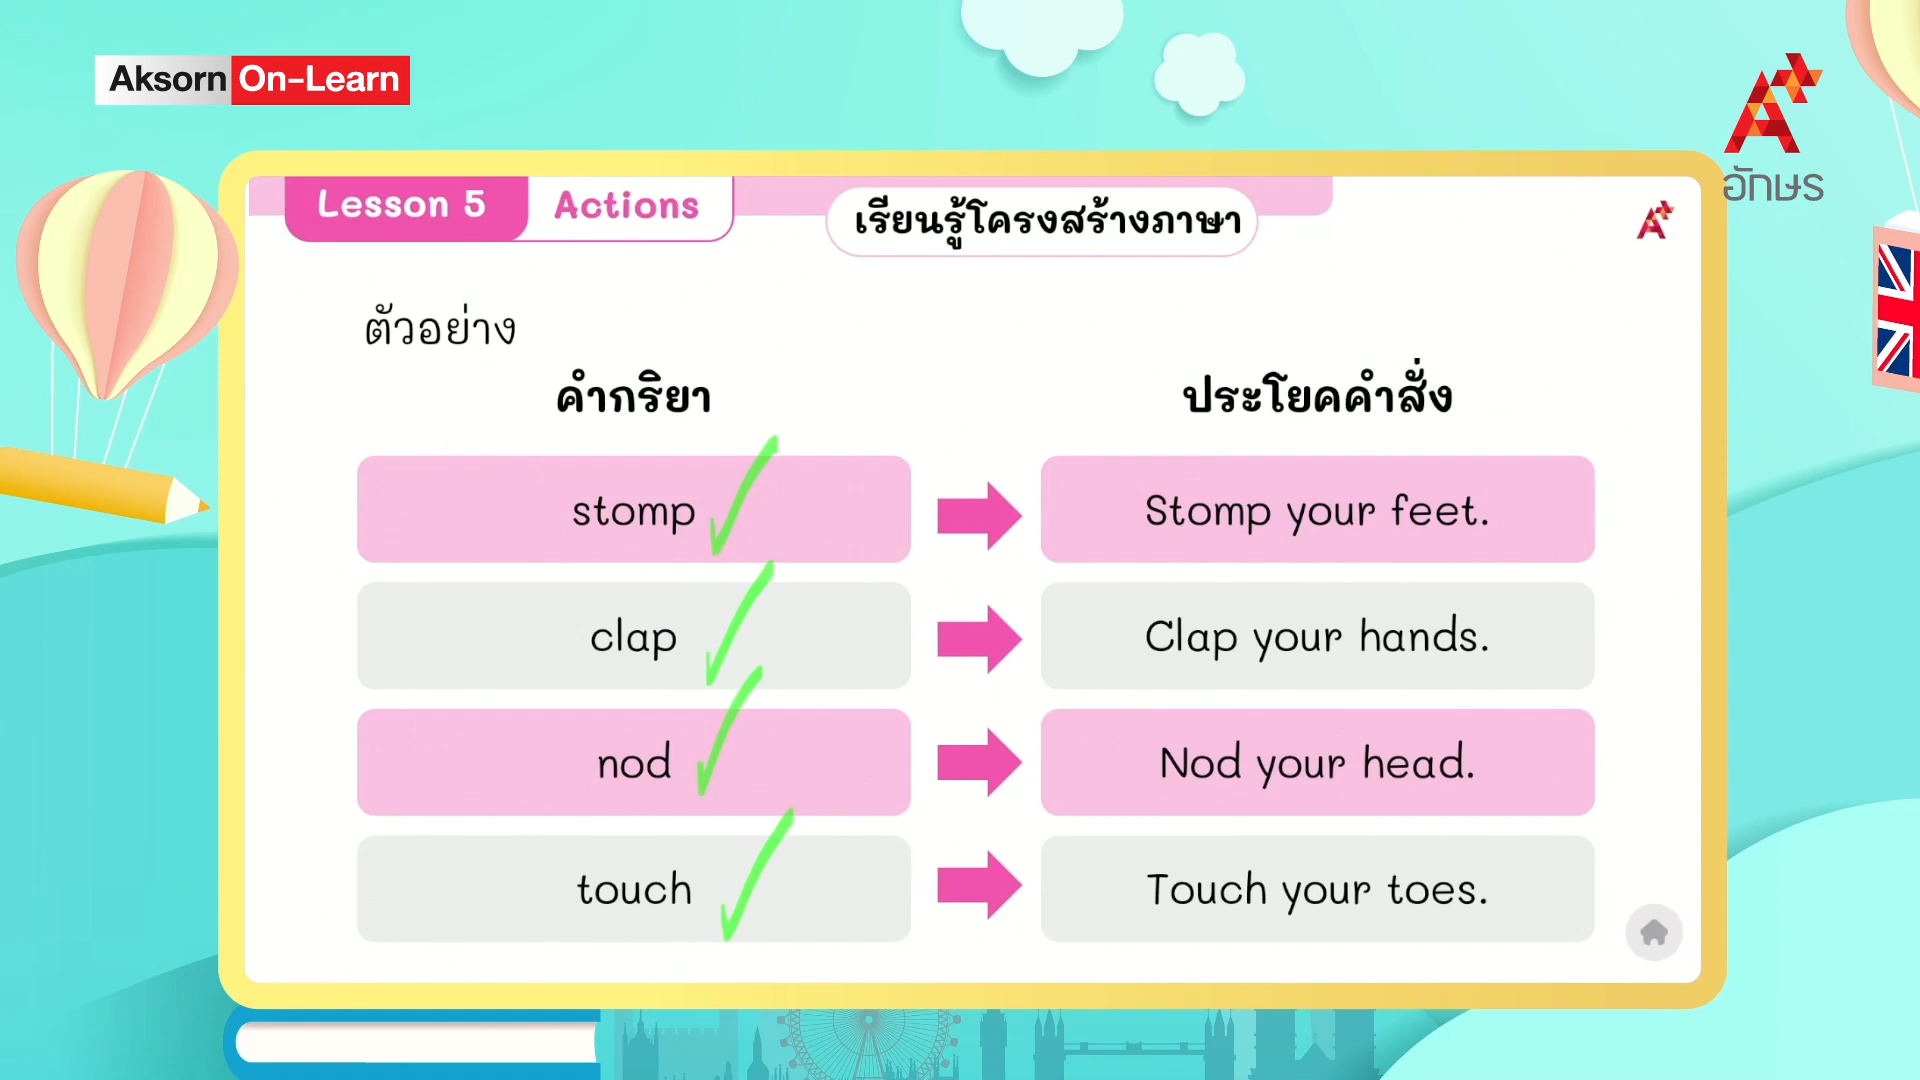 Aksorn On-Learn
อักษร
Lesson 5 Actions
เรียนรู้โครงสร้างภาษา
ตัวอย่าง
คำกริยา ประโยคคำสั่ง
stomp Stomp your feet.
clap Clap your hands.
nod Nod your head.
touch Touch your toes.